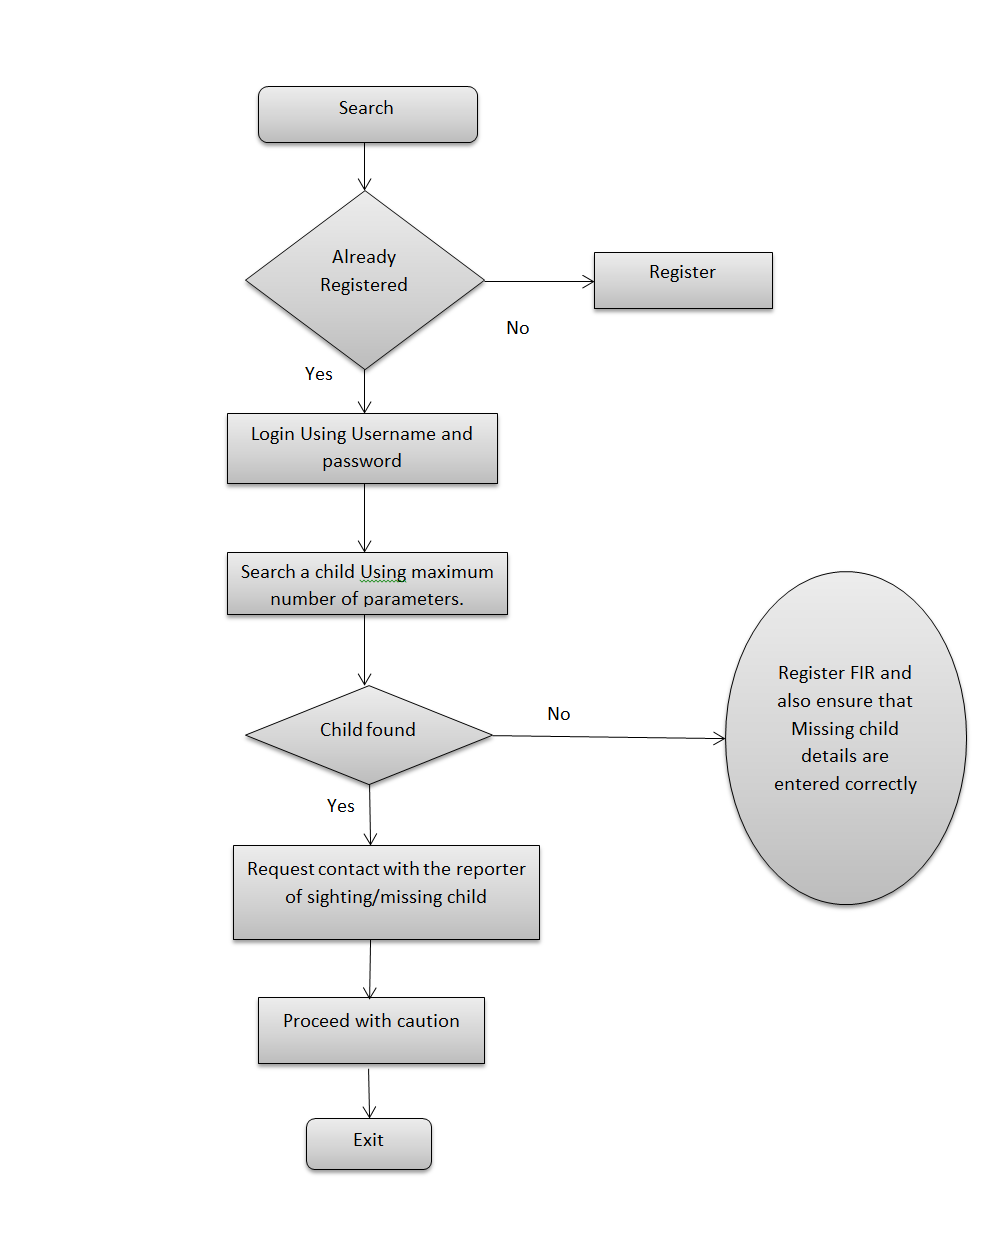 Search
Already
Registered
Register
No
Yes
Login Using Username and
password
Search a child Using maximum
number of parameters.
Child found
No
Register FIR and
also ensure that
Missing child
details are
entered correctly
Yes
Request contact with the reporter
of sighting/missing child
Proceed with caution
Exit